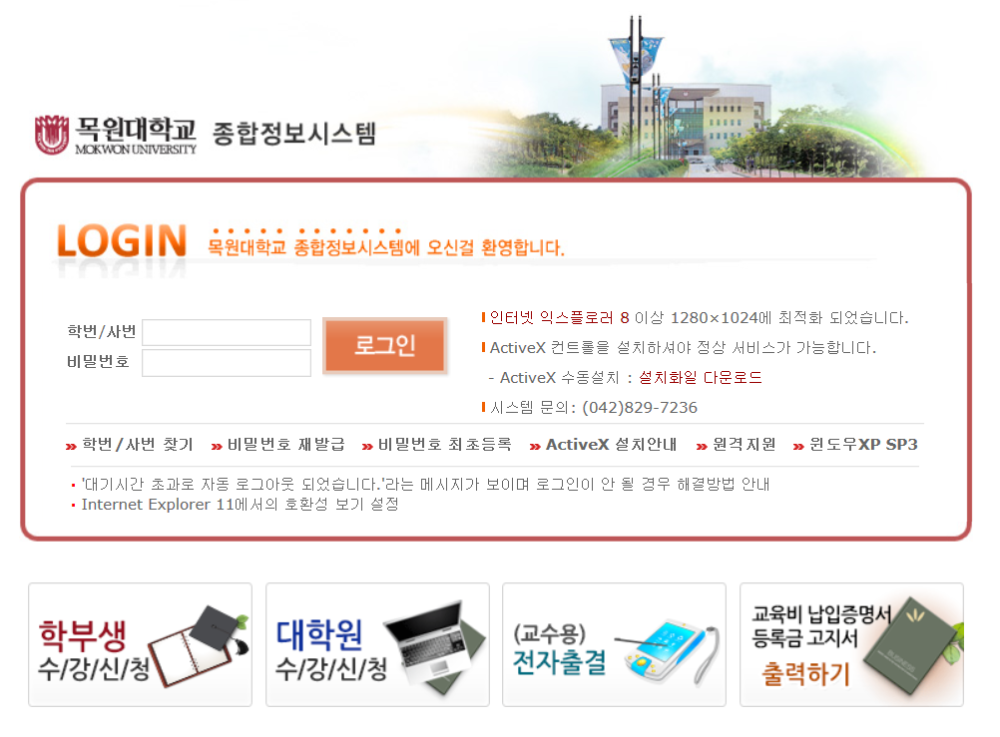 목원대학교 종합정보시스템
MOKWON UNIVERSITY
LOGIN 목원대학교 종합정보시스템에 오신걸 환영합니다.
학번/사번
비밀번호
로그인
인터넷 익스플로러 8 이상 1280×1024에 최적화 되었습니다.
ActiveX 컨트롤을 설치하셔야 정상 서비스가 가능합니다.
- ActiveX 수동설치 : 설치화일 다운로드
시스템 문의: (042)829-7236
» 학번/사번 찾기 » 비밀번호 재발급 » 비밀번호 최초등록 » ActiveX 설치안내 » 원격지원 » 윈도우XP SP3
• '대기시간 초과로 자동 로그아웃 되었습니다.'라는 메시지가 보이며 로그인이 안 될 경우 해결방법 안내
• Internet Explorer 11에서의 호환성 보기 설정
학부생
수/강/신/청
대학원
수/강/신/청
(교수용)
전자출결
교육비 납입증명서
등록금 고지서
출력하기
BUSINESS